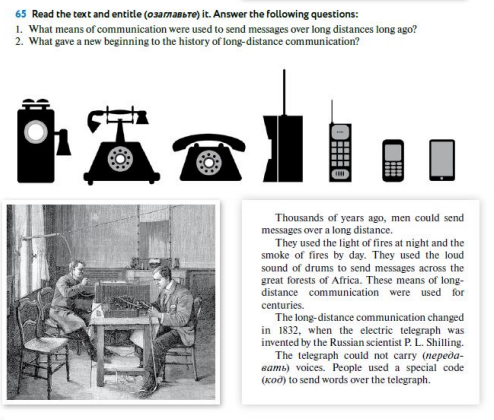 65 Read the text and entitle (озаглавьте) it. Answer the following questions:
1. What means of communication were used to send messages over long distances long ago?
2. What gave a new beginning to the history of long-distance communication?
Thousands of years ago, men could send
messages over a long distance.
They used the light of fires at night and the
smoke of fires by day. They used the loud
sound of drums to send messages across the
great forests of Africa. These means of long-
distance communication were used for
centuries.
The long-distance communication changed
in 1832, when the electric telegraph was
invented by the Russian scientist P. L. Shilling.
The telegraph could not carry (переда-
вать) voices. People used a special code
(код) to send words over the telegraph.